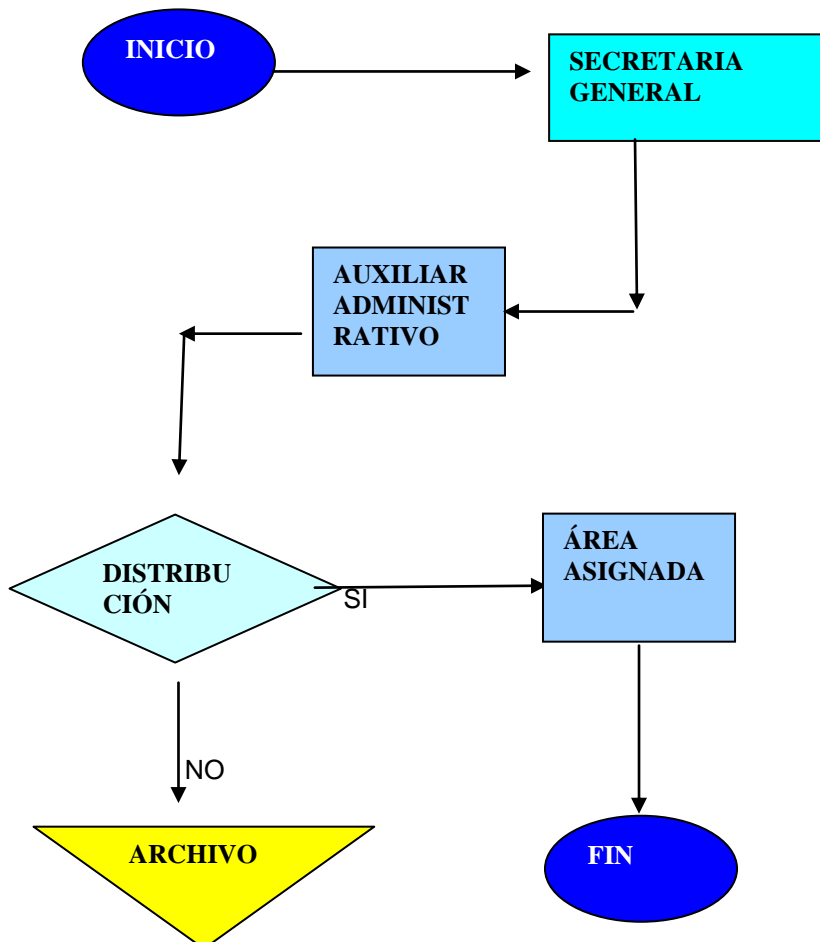 INICIO
SECRETARIA
GENERAL
AUXILIAR
ADMINIST
RATIVO
DISTRIBU
CIÓN
SI
ÁREA
ASIGNADA
NO
ARCHIVO
FIN